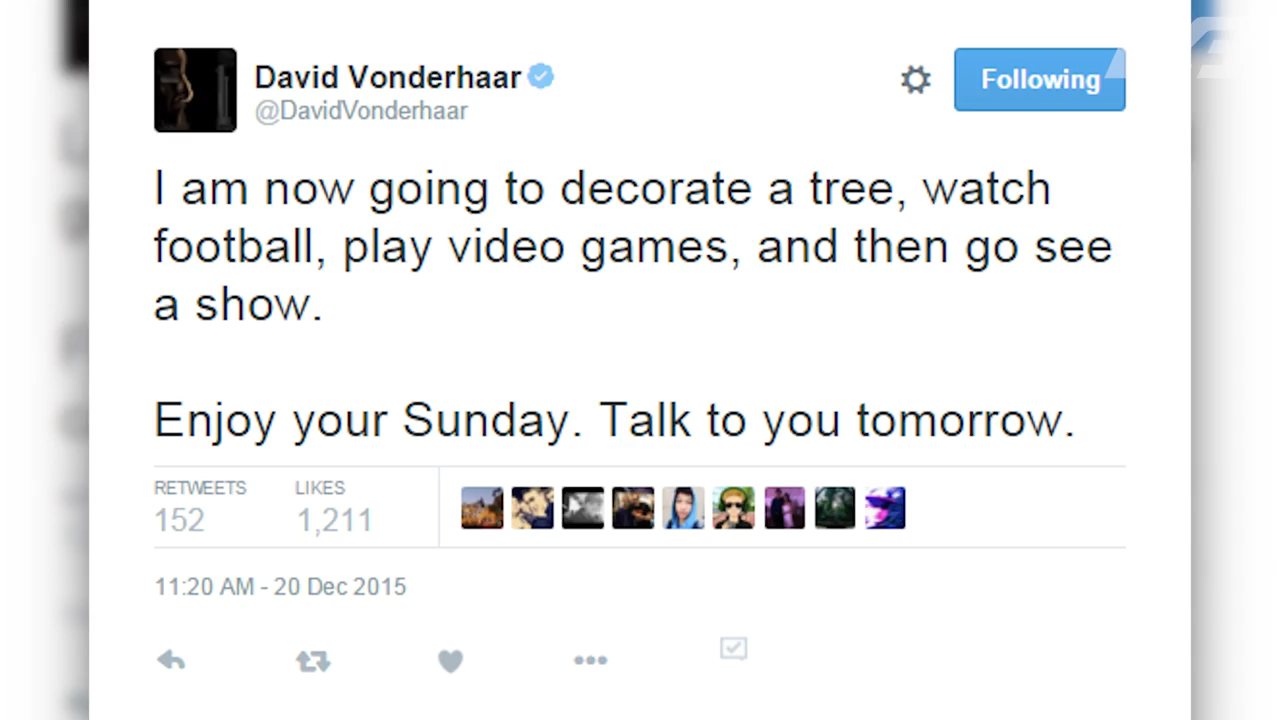 David Vonderhaar
@DavidVonderhaar
Following
I am now going to decorate a tree, watch
football, play video games, and then go see
a show.
Enjoy your Sunday. Talk to you tomorrow.
RETWEETS LIKES
152 1,211
11:20 AM - 20 Dec 2015